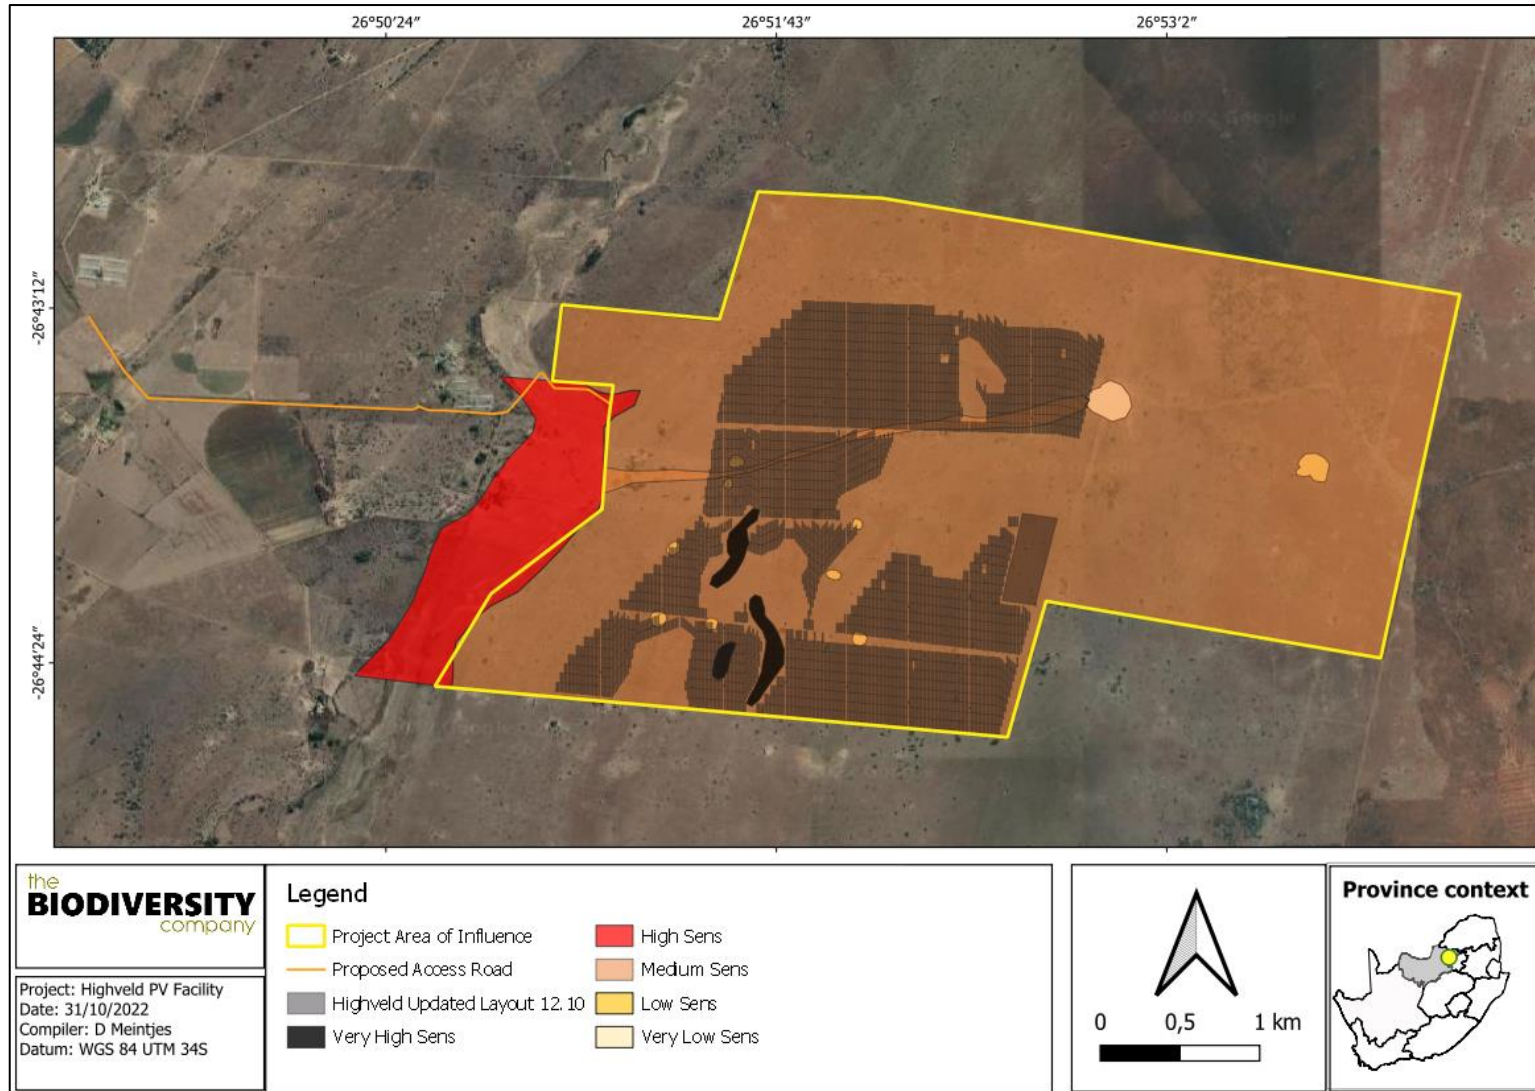 26°50′24″
26°51′43″
26°53′2″
-26°43′12″
-26°44′24″
the
BIODIVERSITY
company
Project: Highveld PV Facility
Date: 31/10/2022
Compiler: D Meintjes
Datum: WGS 84 UTM 34S
Legend
Project Area of Influence
Proposed Access Road
Highveld Updated Layout 12.10
Very High Sens
High Sens
Medium Sens
Low Sens
Very Low Sens
0 0,5 1 km
Province context